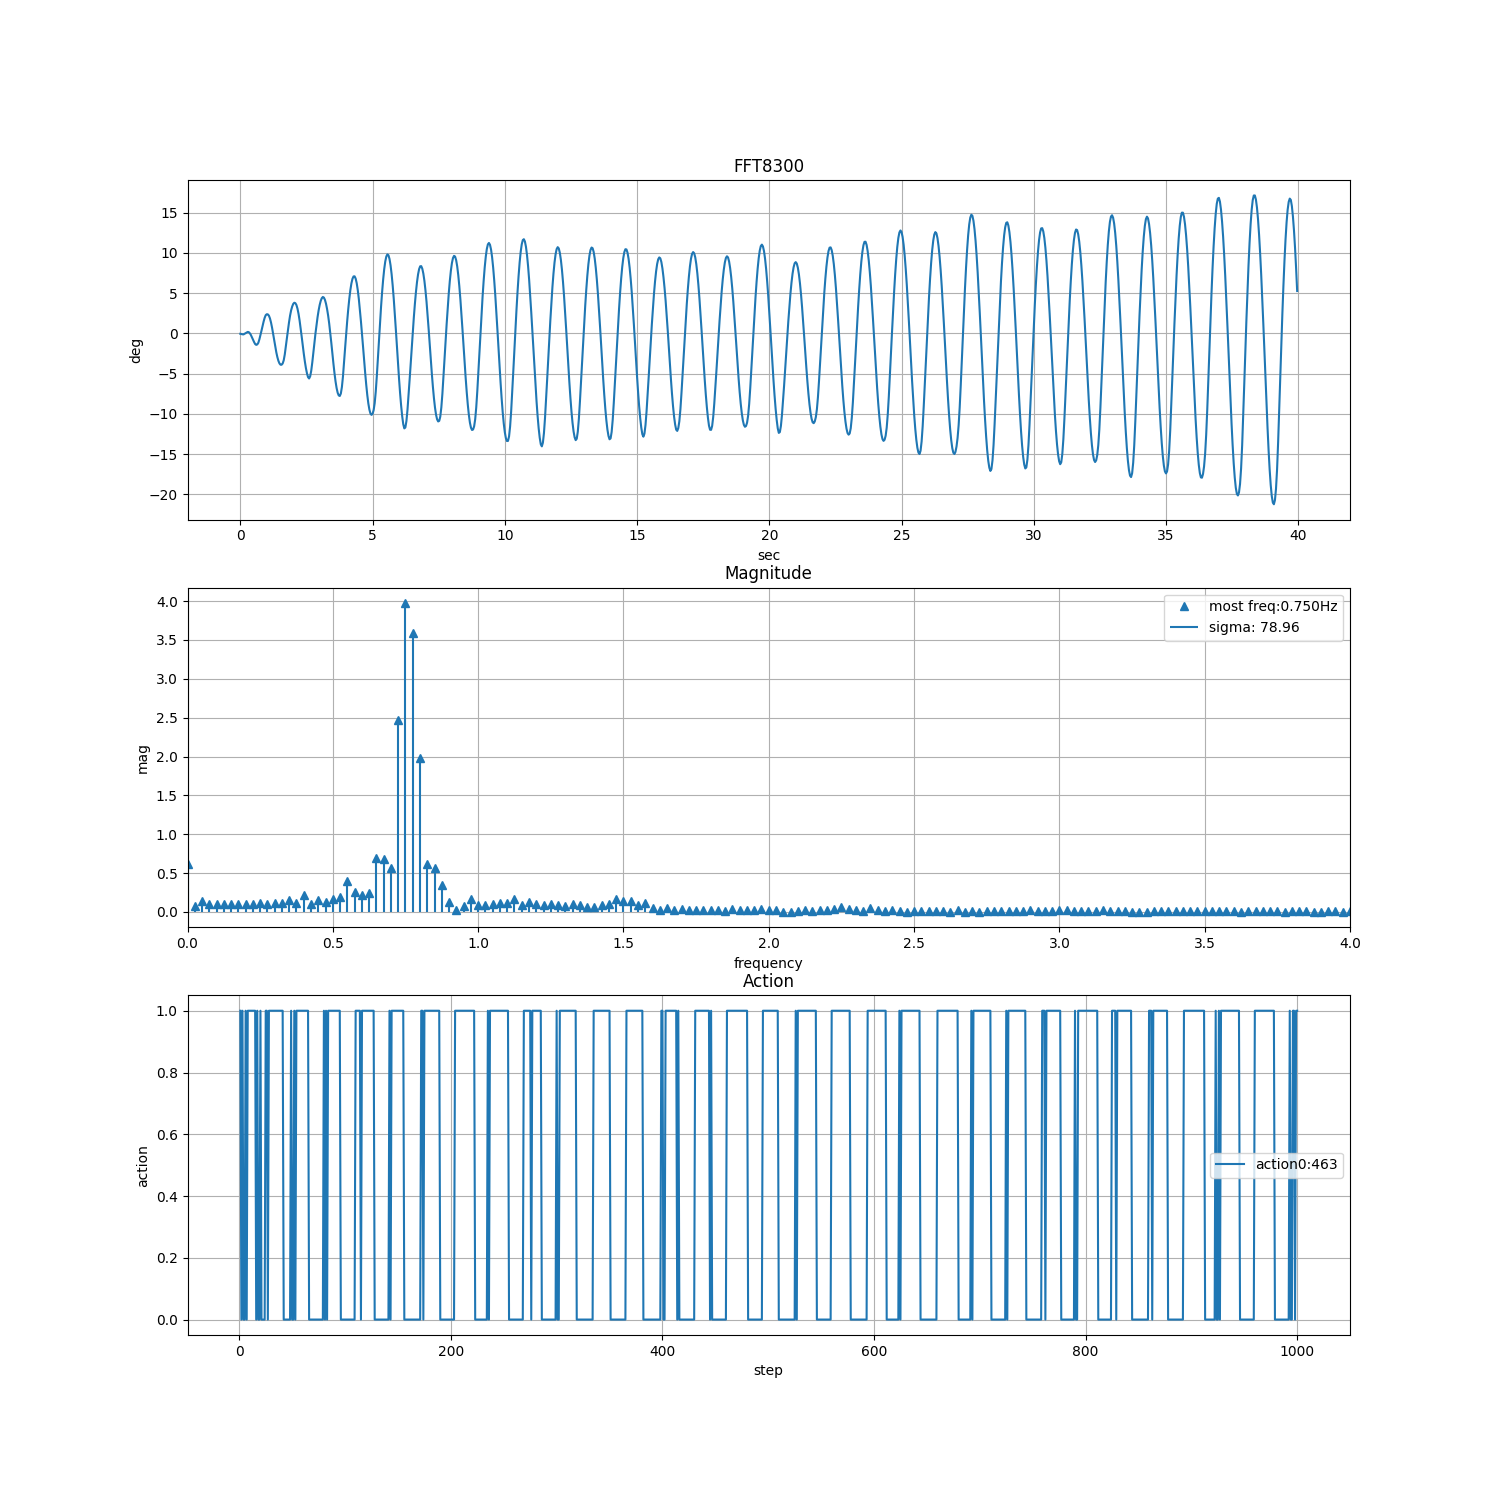 FFT8300
15
10
5
0
−5
−10
−15
−20
deg
0 5 10 15 20 25 30 35 40
sec
Magnitude
4.0
3.5
3.0
2.5
2.0
1.5
1.0
0.5
0.0
mag
most freq:0.750Hz
sigma: 78.96
0.0 0.5 1.0 1.5 2.0 2.5 3.0 3.5 4.0
frequency
Action
1.0
0.8
0.6
0.4
0.2
0.0
action
action0:463
0 200 400 600 800 1000
step